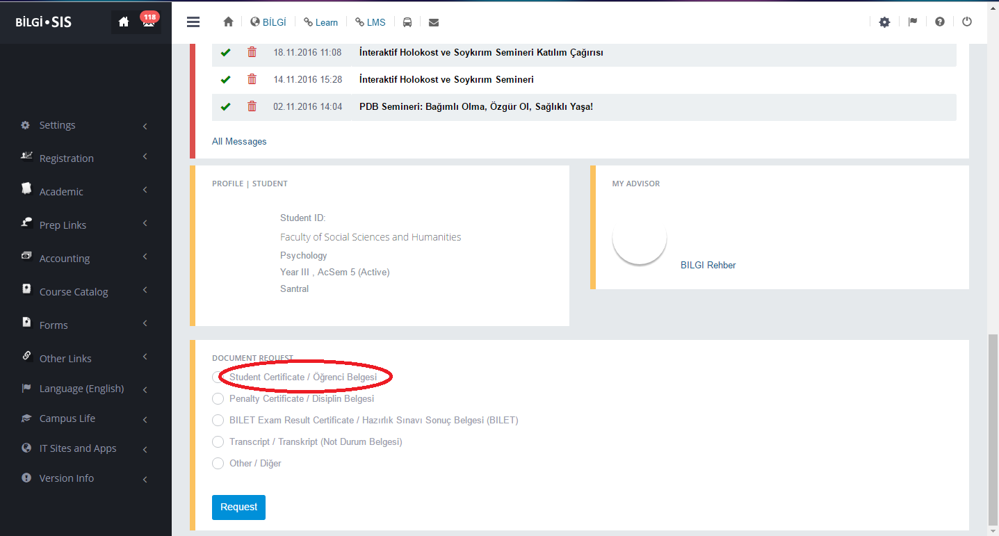 BİLGİ • SIS
118
BİLGİ
Learn
LMS
Settings
Registration
Academic
Prep Links
Accounting
Course Catalog
Forms
Other Links
Language (English)
Campus Life
IT Sites and Apps
Version Info
18.11.2016 11:08 İnteraktif Holokost ve Soykırım Semineri Katılım Çağırısı
14.11.2016 15:28 İnteraktif Holokost ve Soykırım Semineri
02.11.2016 14:04 PDB Semineri: Bağımlı Olma, Özgür Ol, Sağlıklı Yaşa!
All Messages
PROFILE | STUDENT
Student ID:
Faculty of Social Sciences and Humanities
Psychology
Year III , AcSem 5 (Active)
Santral
MY ADVISOR
BILGI Rehber
DOCUMENT REQUEST
Student Certificate / Öğrenci Belgesi
Penalty Certificate / Disiplin Belgesi
BILET Exam Result Certificate / Hazırlık Sınavı Sonuç Belgesi (BILET)
Transcript / Transkript (Not Durum Belgesi)
Other / Diğer
Request